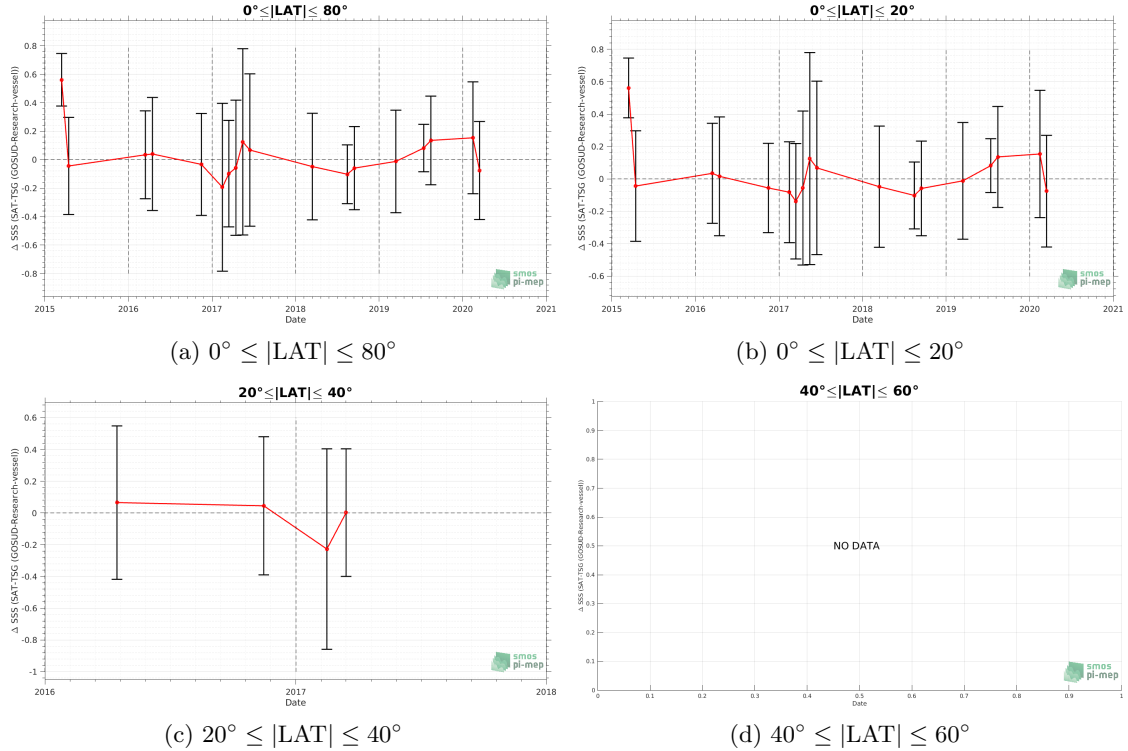 0°≤|LAT|≤ 80°
Δ SSS (SAT-TSG (GOSUD-Research-vessel))
0.8
0.6
0.4
0.2
0
-0.2
-0.4
-0.6
-0.8
2015 2016 2017 2018 2019 2020 2021
Date
smos
pi-mep
(a) 0° ≤ |LAT| ≤ 80°
0°≤|LAT|≤ 20°
Δ SSS (SAT-TSG (GOSUD-Research-vessel))
0.8
0.6
0.4
0.2
0
-0.2
-0.4
-0.6
2015 2016 2017 2018 2019 2020 2021
Date
smos
pi-mep
(b) 0° ≤ |LAT| ≤ 20°
20°≤|LAT|≤ 40°
Δ SSS (SAT-TSG (GOSUD-Research-vessel))
0.6
0.4
0.2
0
-0.2
-0.4
-0.6
-0.8
-1
2016 2017 2018
Date
smos
pi-mep
(c) 20° ≤ |LAT| ≤ 40°
40°≤|LAT|≤ 60°
Δ SSS (SAT-TSG (GOSUD-Research-vessel))
1
0.9
0.8
0.7
0.6
0.5
0.4
0.3
0.2
0.1
0
NO DATA
0 0.1 0.2 0.3 0.4 0.5 0.6 0.7 0.8 0.9 1
Date
smos
pi-mep
(d) 40° ≤ |LAT| ≤ 60°